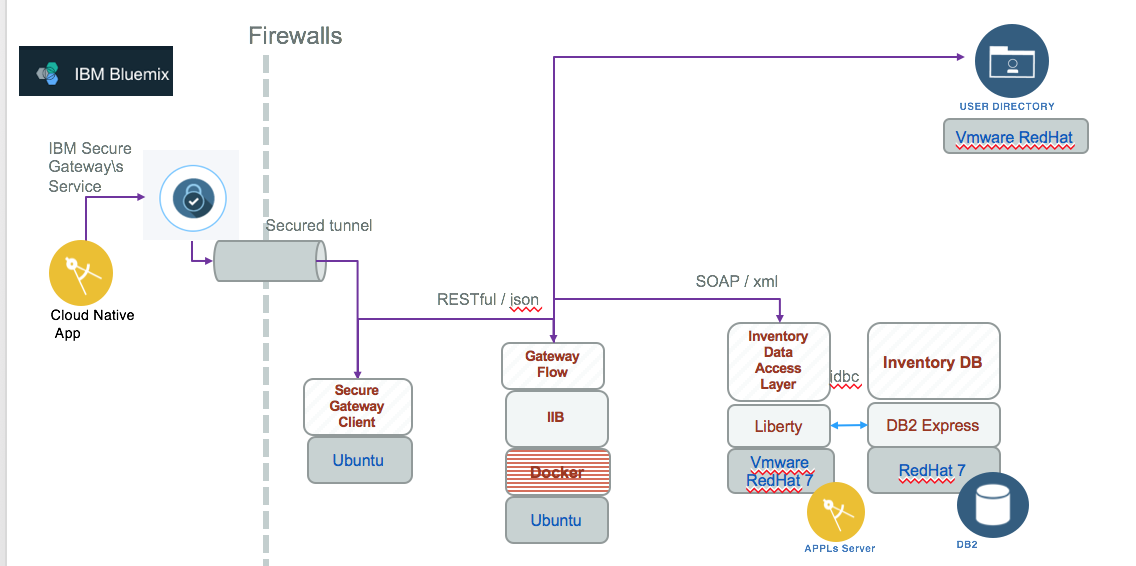 Firewalls
IBM Bluemix
USER DIRECTORY
Vmware RedHat
IBM Secure
Gateway\s
Service
Secured tunnel
Cloud Native
App
RESTful / json
SOAP / xml
Secure
Gateway
Client
Ubuntu
Gateway
Flow
IIB
Docker
Ubuntu
Inventory
Data
Access
Layer
jdbc
Inventory DB
Liberty
DB2 Express
Vmware
RedHat 7
RedHat 7
APPLs Server
DB2